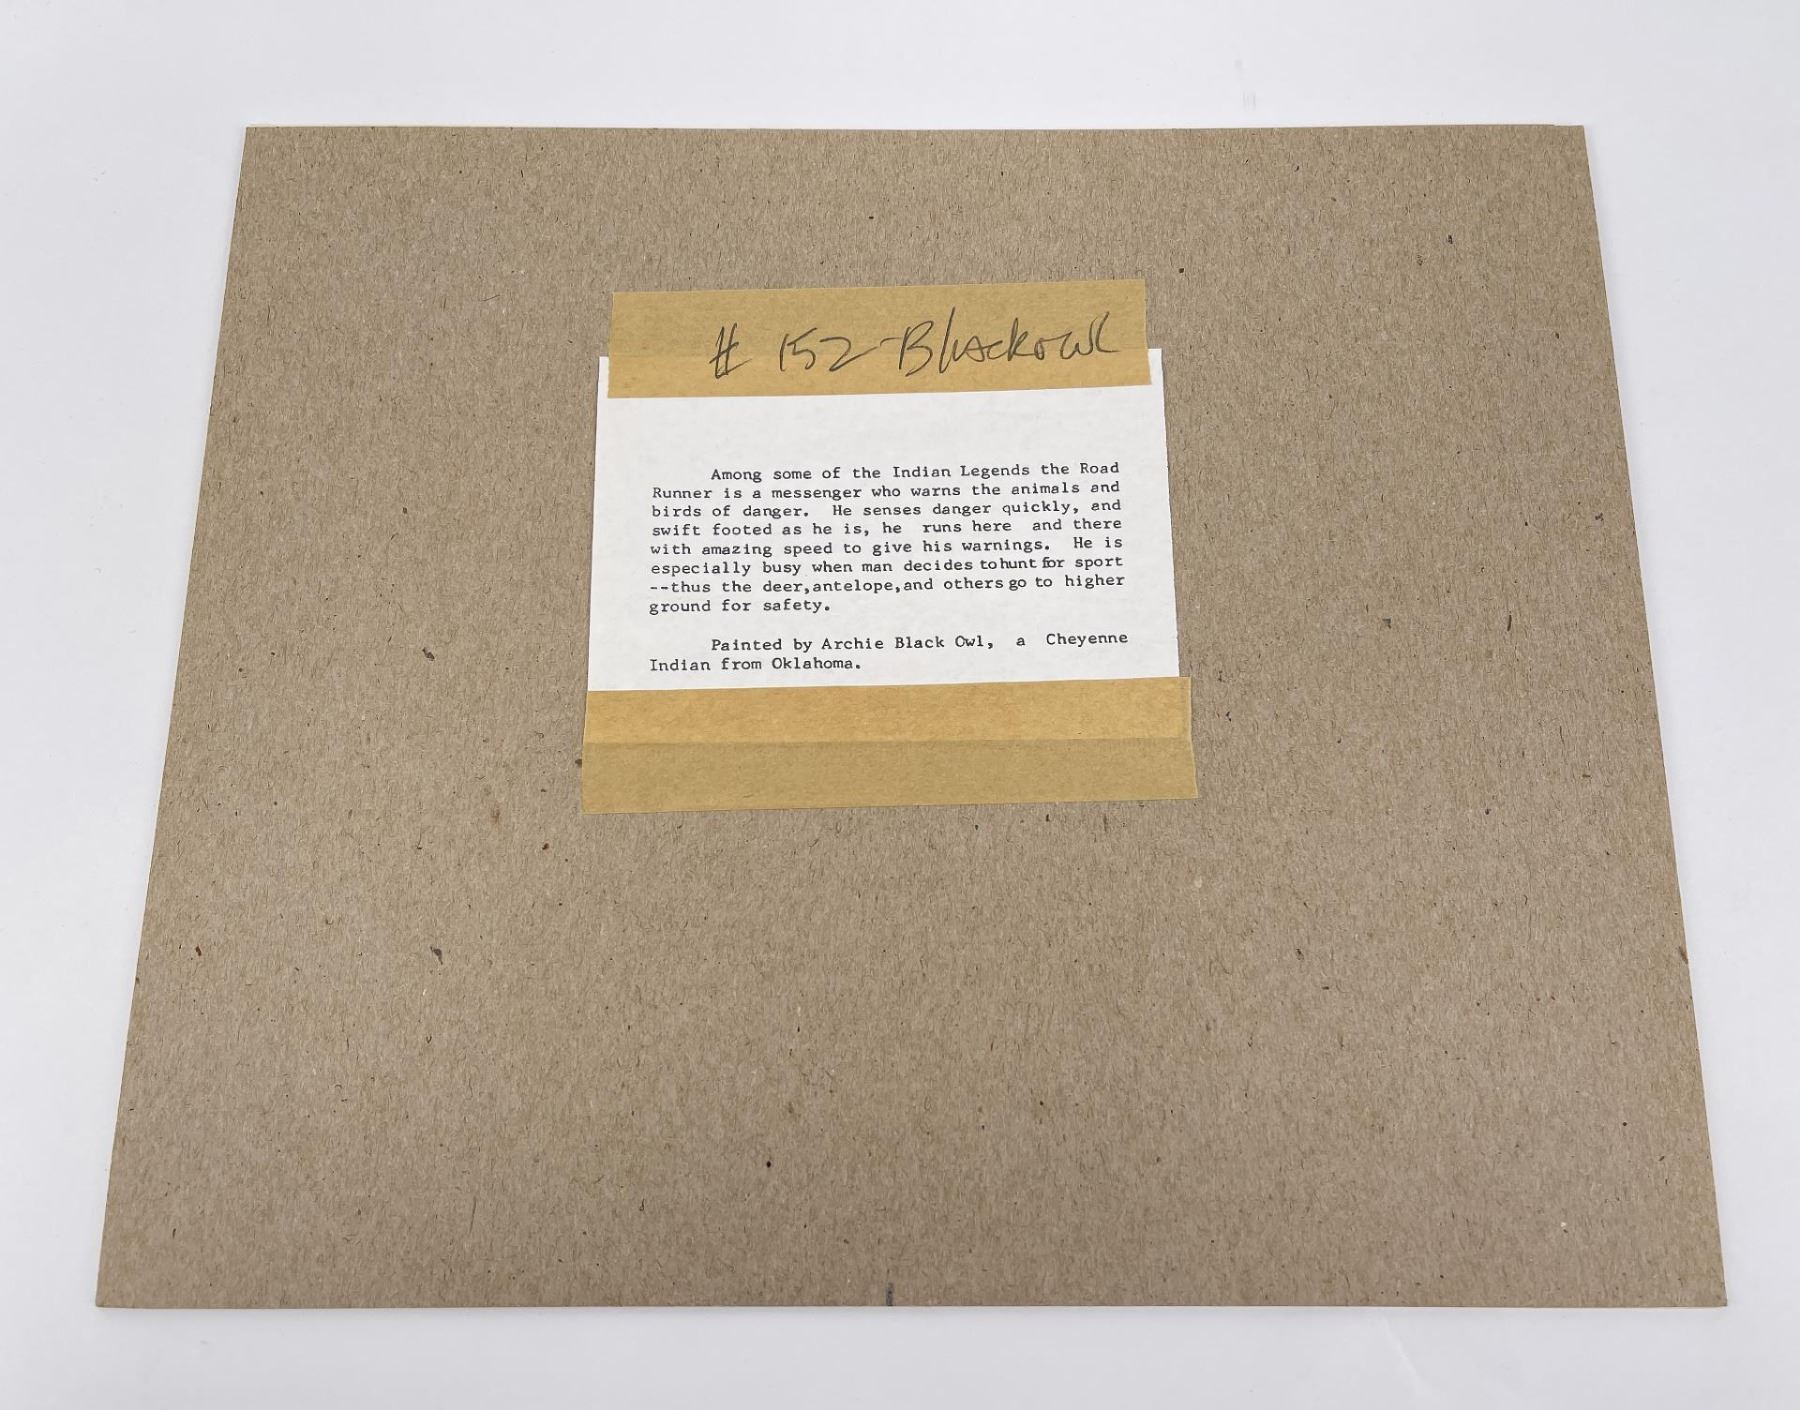 # 152 Blackowl
Among some of the Indian Legends the Road
Runner is a messenger who warns the animals and
birds of danger. He senses danger quickly, and
swift footed as he is, he runs here and there
with amazing speed to give his warnings. He is
especially busy when man decides to hunt for sport
--thus the deer,antelope,and others go to higher
ground for safety.
Painted by Archie Black Owl, a Cheyenne
Indian from Oklahoma.